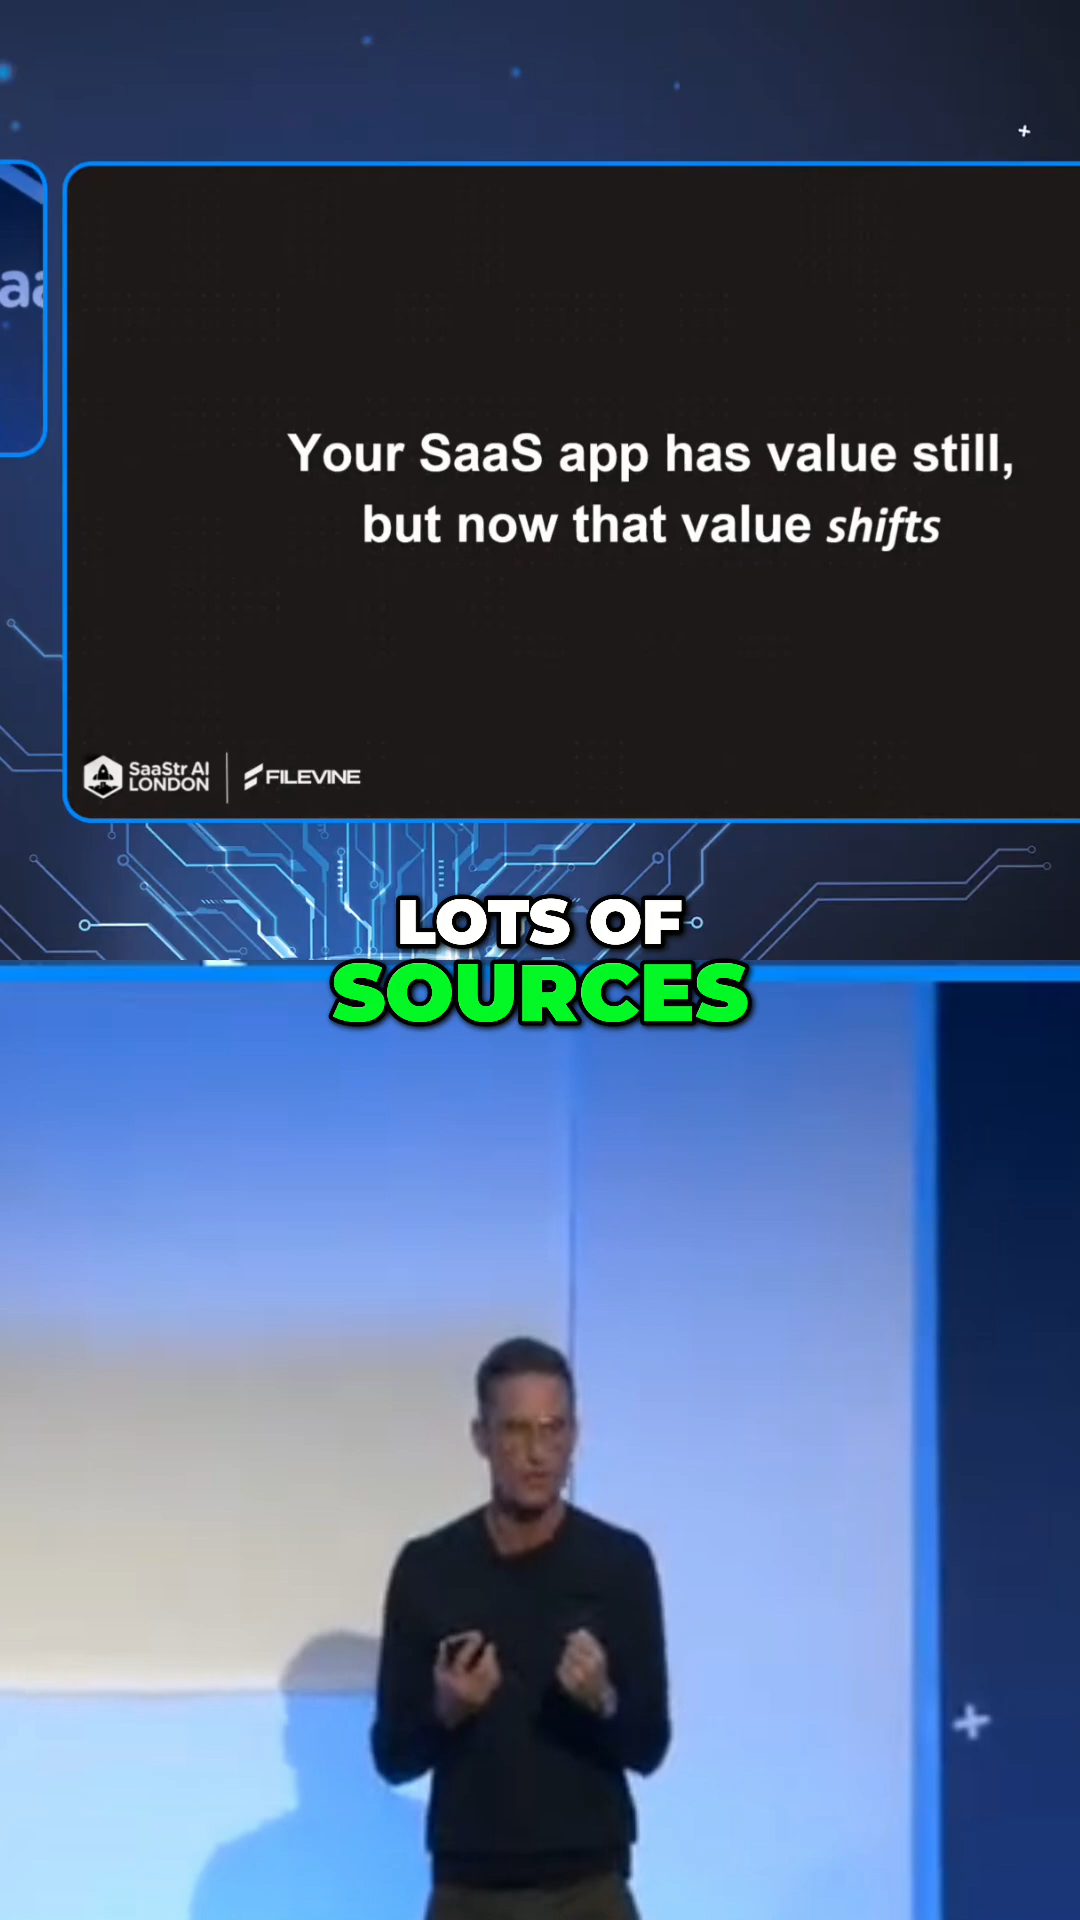 Your SaaS app has value still,
but now that value shifts
SaaStr AI
LONDON
FILEVINE
LOTS OF
SOURCES